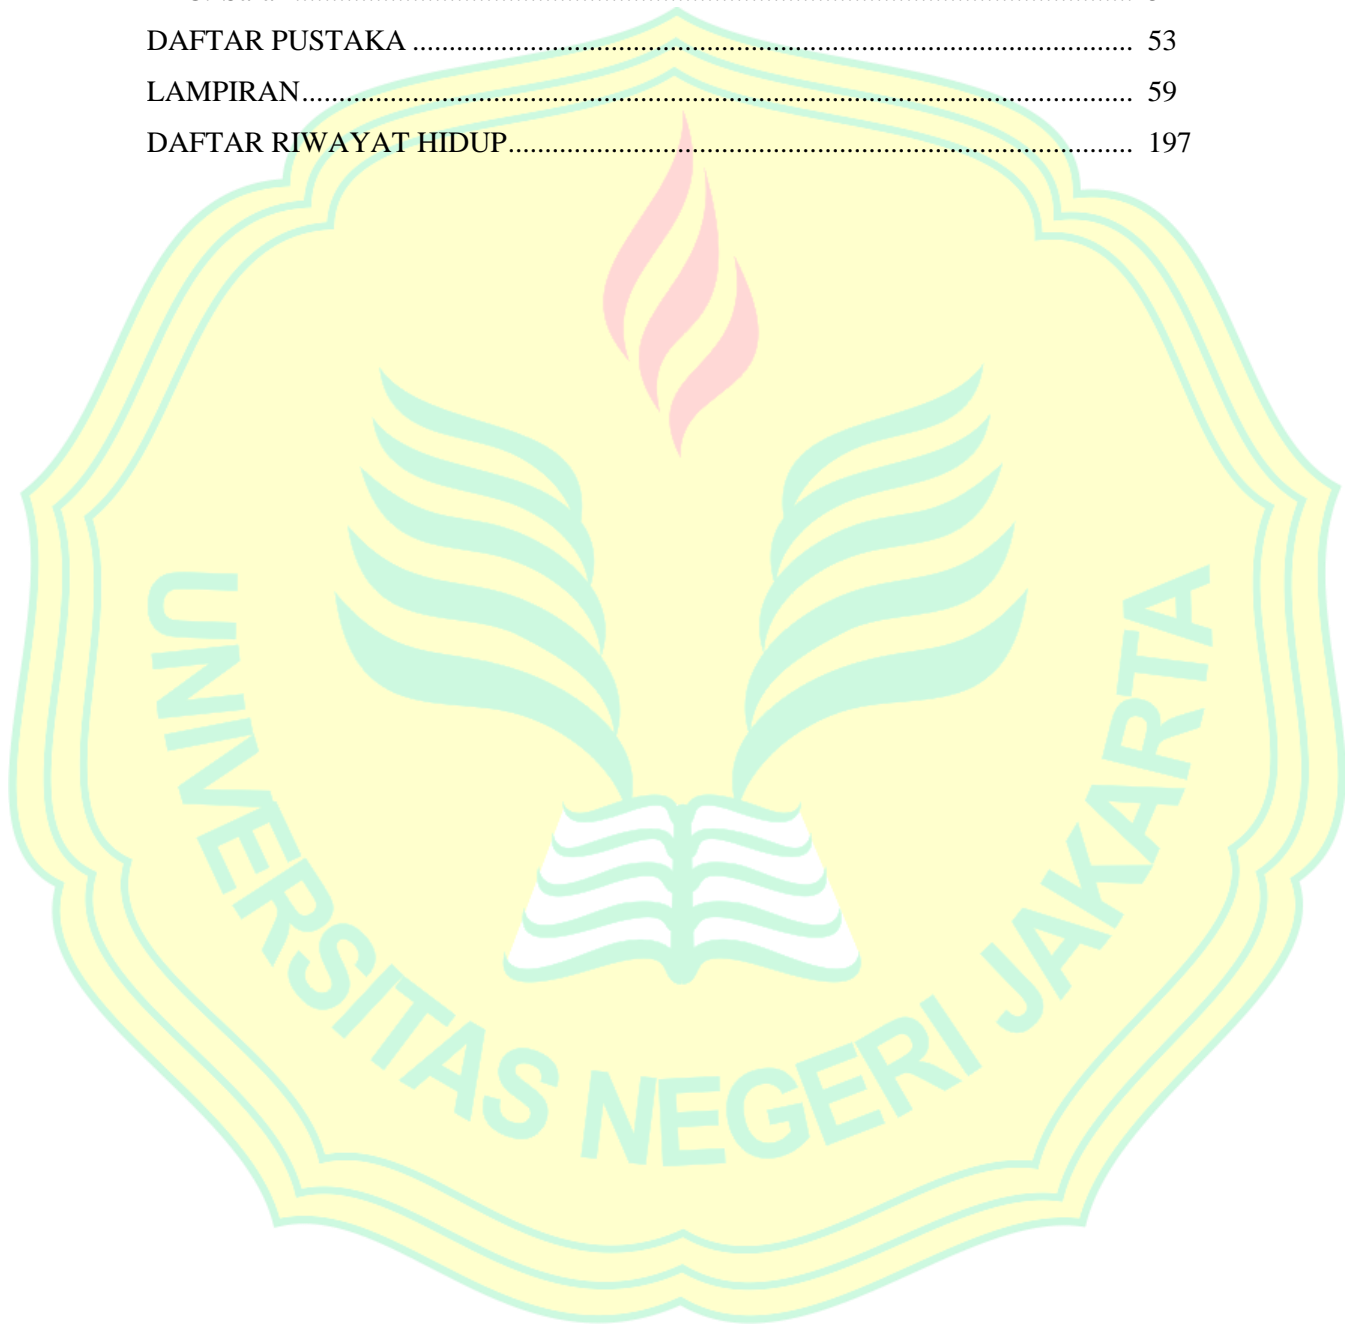 DAFTAR PUSTAKA ........................................................................................... 53
LAMPIRAN......................................................................................................... 59
DAFTAR RIWAYAT HIDUP............................................................................... 197
UNIVERSITAS NEGERI JAKARTA